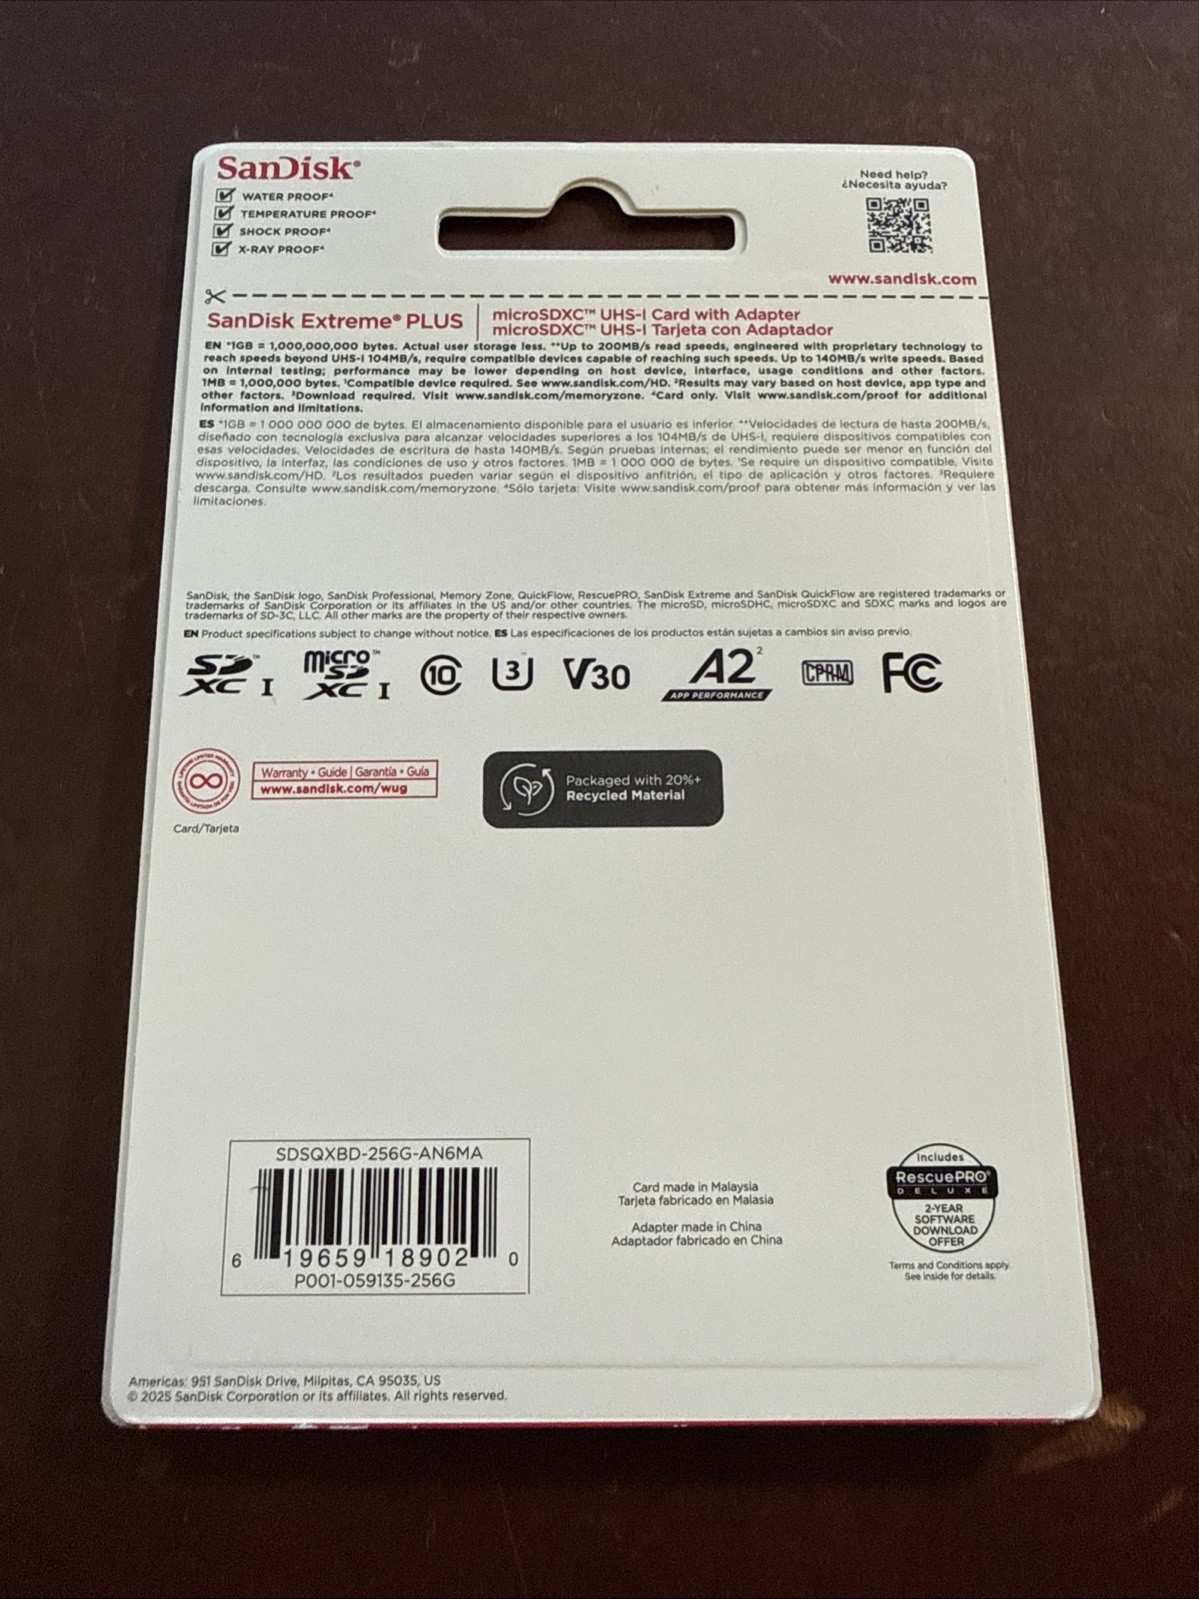 SanDisk®
WATER PROOF⁴
TEMPERATURE PROOF⁴
SHOCK PROOF⁴
X-RAY PROOF⁴
Need help?
¿Necesita ayuda?
www.sandisk.com
SanDisk Extreme® PLUS
microSDXC™ UHS-I Card with Adapter
microSDXC™ UHS-I Tarjeta con Adaptador
EN *1GB = 1,000,000,000 bytes. Actual user storage less. **Up to 200MB/s read speeds, engineered with proprietary technology to
reach speeds beyond UHS-I 104MB/s, require compatible devices capable of reaching such speeds. Up to 140MB/s write speeds. Based
on internal testing; performance may be lower depending on host device, interface, usage conditions and other factors.
1MB = 1,000,000 bytes. ¹Compatible device required. See www.sandisk.com/HD. ²Results may vary based on host device, app type and
other factors. ³Download required. Visit www.sandisk.com/memoryzone. ⁴Card only. Visit www.sandisk.com/proof for additional
information and limitations.
ES *1GB = 1 000 000 000 de bytes. El almacenamiento disponible para el usuario es inferior. **Velocidades de lectura de hasta 200MB/s,
diseñado con tecnología exclusiva para alcanzar velocidades superiores a los 104MB/s de UHS-I, requiere dispositivos compatibles con
esas velocidades. Velocidades de escritura de hasta 140MB/s. Según pruebas internas; el rendimiento puede ser menor en función del
dispositivo, la interfaz, las condiciones de uso y otros factores. 1MB = 1 000 000 de bytes. ¹Se require un dispositivo compatible. Visite
www.sandisk.com/HD. ²Los resultados pueden variar según el dispositivo anfitrión, el tipo de aplicación y otros factores. ³Requiere
descarga. Consulte www.sandisk.com/memoryzone. ⁴Sólo tarjeta. Visite www.sandisk.com/proof para obtener más información y ver las
limitaciones.
SanDisk, the SanDisk logo, SanDisk Professional, Memory Zone, QuickFlow, RescuePRO, SanDisk Extreme and SanDisk QuickFlow are registered trademarks or
trademarks of SanDisk Corporation or its affiliates in the US and/or other countries. The microSD, microSDHC, microSDXC and SDXC marks and logos are
trademarks of SD-3C, LLC. All other marks are the property of their respective owners.
EN Product specifications subject to change without notice. ES Las especificaciones de los productos están sujetas a cambios sin aviso previo.
SD XC I
micro SD XC I
10
3
V30
A2²
APP PERFORMANCE
CPRM
FC
Warranty • Guide | Garantía • Guía
www.sandisk.com/wug
Card/Tarjeta
Packaged with 20%+
Recycled Material
SDSQXBD-256G-AN6MA
6 19659 18902 0
P001-059135-256G
Card made in Malaysia
Tarjeta fabricado en Malasia
Adapter made in China
Adaptador fabricado en China
Includes
RescuePRO®
DELUXE
2-YEAR
SOFTWARE
DOWNLOAD
OFFER
Terms and Conditions apply.
See inside for details.
Americas: 951 SanDisk Drive, Milpitas, CA 95035, US
© 2025 SanDisk Corporation or its affiliates. All rights reserved.